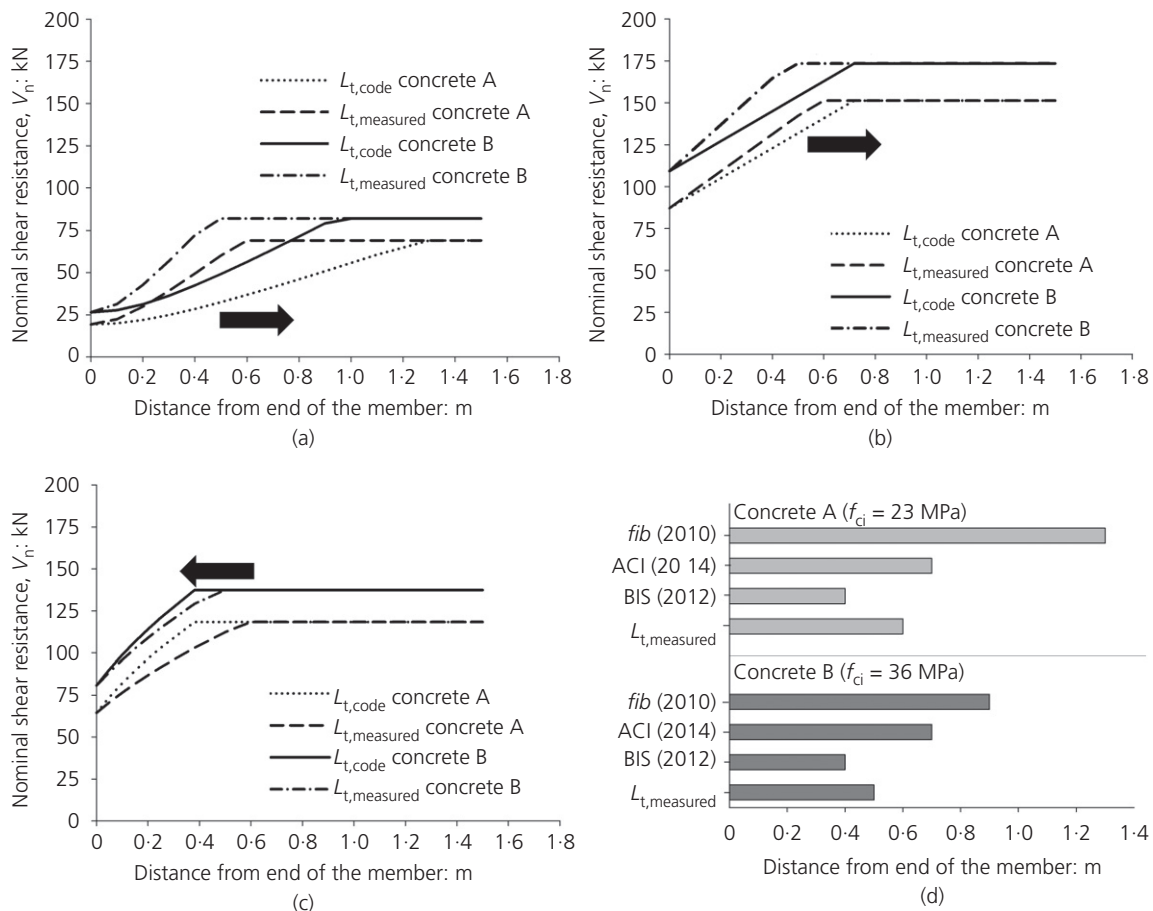 200
175
150
125
100
75
50
25
0
Nominal shear resistance, Vn: kN
Lt,code concrete A
Lt,measured concrete A
Lt,code concrete B
Lt,measured concrete B
0 0·2 0·4 0·6 0·8 1·0 1·2 1·4 1·6 1·8
Distance from end of the member: m
(a)
200
175
150
125
100
75
50
25
0
Nominal shear resistance, Vn: kN
Lt,code concrete A
Lt,measured concrete A
Lt,code concrete B
Lt,measured concrete B
0 0·2 0·4 0·6 0·8 1·0 1·2 1·4 1·6 1·8
Distance from end of the member: m
(b)
200
175
150
125
100
75
50
25
0
Nominal shear resistance, Vn: kN
Lt,code concrete A
Lt,measured concrete A
Lt,code concrete B
Lt,measured concrete B
0 0·2 0·4 0·6 0·8 1·0 1·2 1·4 1·6 1·8
Distance from end of the member: m
(c)
Concrete A (fci = 23 MPa)
fib (2010)
ACI (20 14)
BIS (2012)
Lt,measured
Concrete B (fci = 36 MPa)
fib (2010)
ACI (2014)
BIS (2012)
Lt,measured
0 0·2 0·4 0·6 0·8 1·0 1·2 1·4
Distance from end of the member: m
(d)